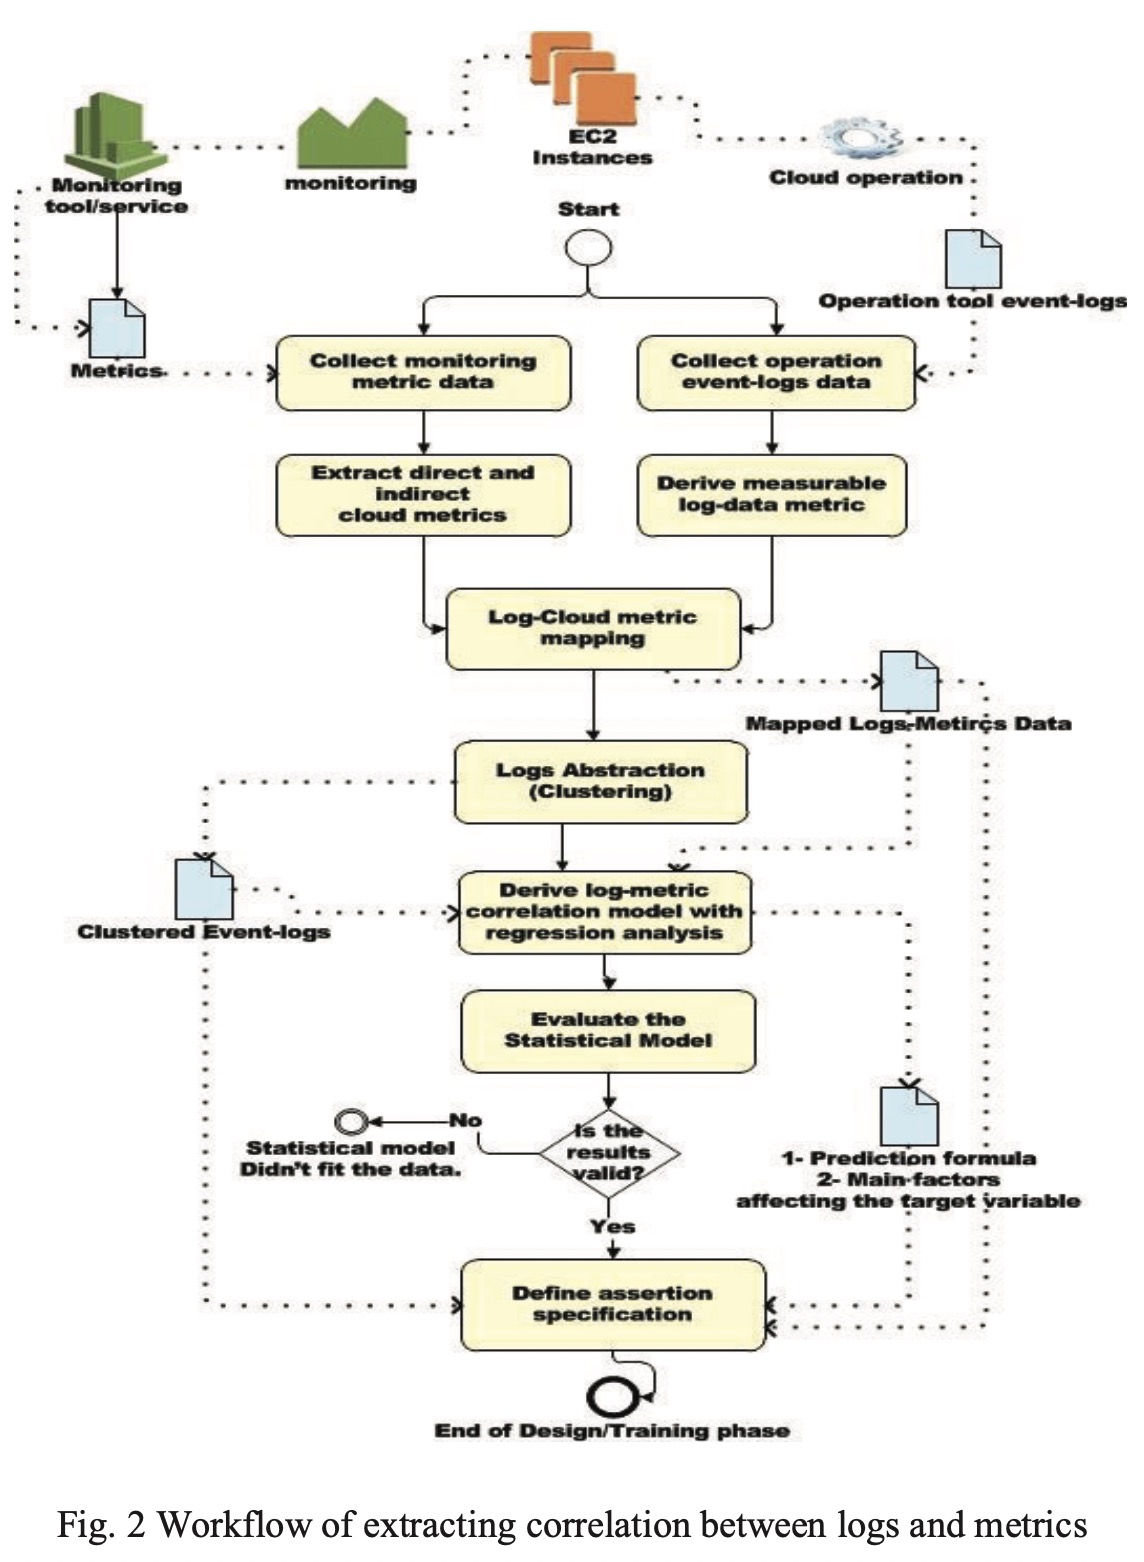 EC2
Instances
Monitoring
tool/service
monitoring
Cloud operation
Start
Operation tool event-logs
Metrics
Collect monitoring
metric data
Collect operation
event-logs data
Extract direct and
indirect
cloud metrics
Derive measurable
log-data metric
Log-Cloud metric
mapping
Mapped Logs-Metircs Data
Logs Abstraction
(Clustering)
Clustered Event-logs
Derive log-metric
correlation model with
regression analysis
Evaluate the
Statistical Model
No
Statistical model
Didn't fit the data.
Is the
results
valid?
1- Prediction formula
2- Main factors
affecting the target variable
Yes
Define assertion
specification
End of Design/Training phase
Fig. 2 Workflow of extracting correlation between logs and metrics